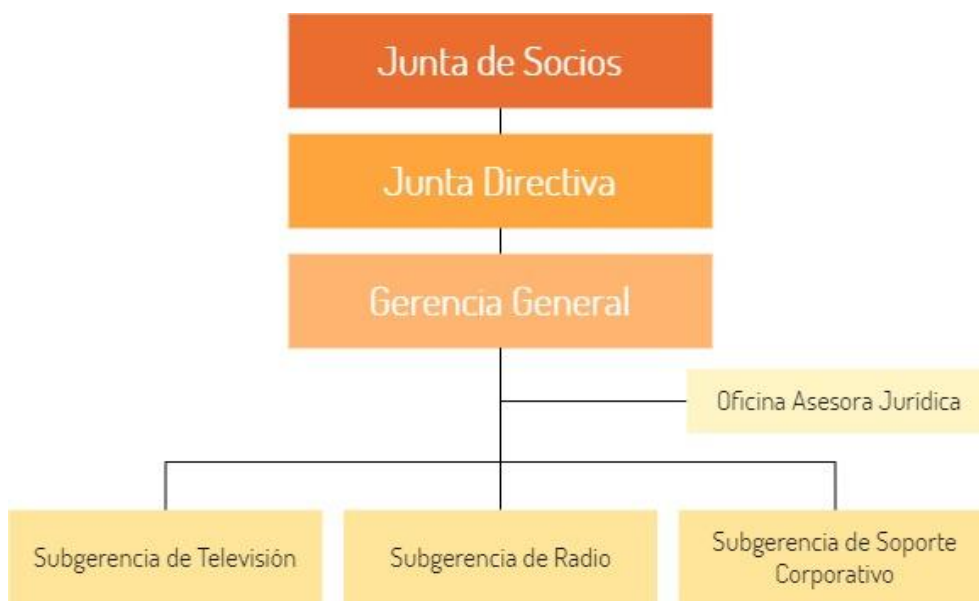 Junta de Socios
Junta Directiva
Gerencia General
Oficina Asesora Jurídica
Subgerencia de Televisión
Subgerencia de Radio
Subgerencia de Soporte
Corporativo